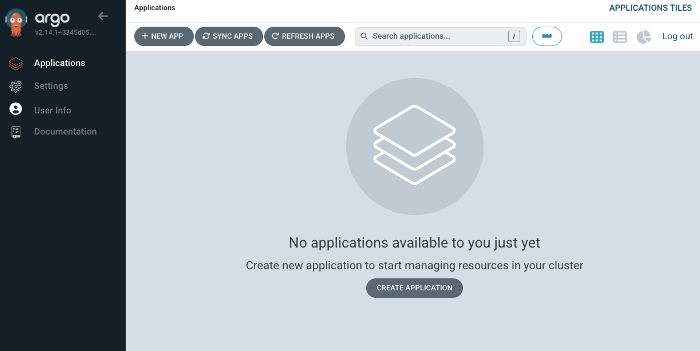 Applications
APPLICATIONS TILES
argo
v2.14.1+3345d05....
NEW APP
SYNC APPS
REFRESH APPS
Search applications...
/
Log out
Applications
Settings
User Info
Documentation
No applications available to you just yet
Create new application to start managing resources in your cluster
CREATE APPLICATION